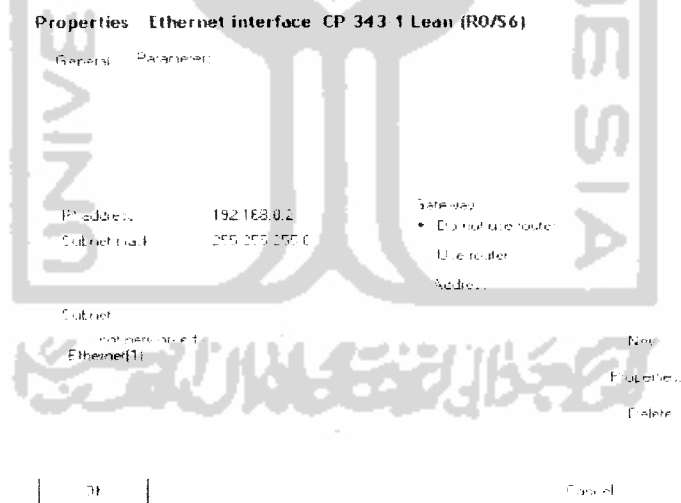 Properties Ethernet interface CP 343-1 Lean (R0/S6)
General Parameters
IP address: 192.168.0.2
Subnet mask: 255.255.255.0
Gateway
Do not use router
Use router
Address:
Subnet:
Ethernet(1)
New
Properties
Delete
OK
Cancel